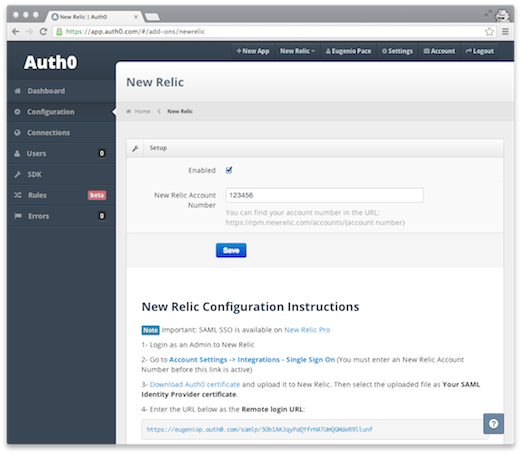 New Relic | Auth0
https://app.auth0.com/#/add-ons/newrelic
Auth0
New App
New Relic
Eugenio Pace
Settings
Account
Logout
Dashboard
Configuration
Connections
Users 0
SDK
Rules beta
Errors 0
New Relic
Home
New Relic
Setup
Enabled
New Relic Account
Number
123456
You can find your account number in the URL:
https://rpm.newrelic.com/accounts/{account number}
Save
New Relic Configuration Instructions
Note Important: SAML SSO is available on New Relic Pro
1- Login as an Admin to New Relic
2- Go to Account Settings -> Integrations - Single Sign On (You must enter an New Relic Account
Number before this link is active)
3- Download Auth0 certificate and upload it to New Relic. Then select the uploaded file as Your SAML
Identity Provider certificate.
4- Enter the URL below as the Remote login URL:
?